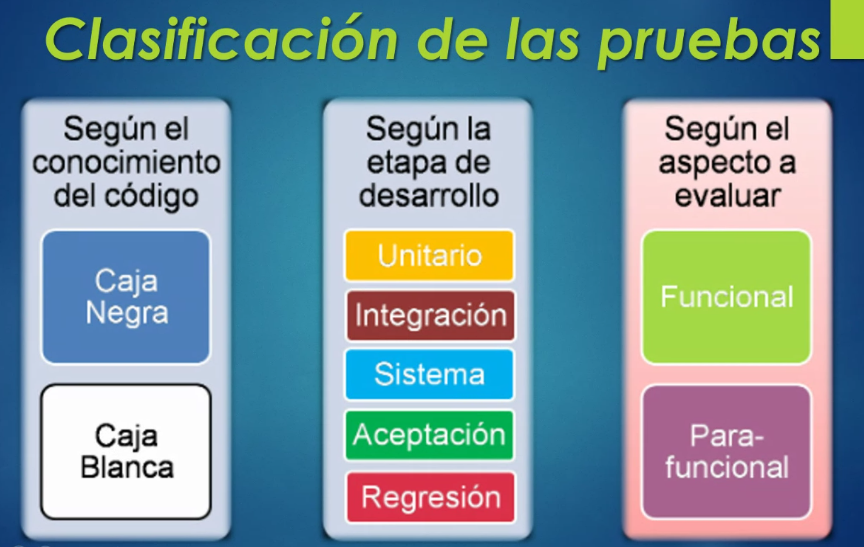 Clasificación de las pruebas
Según el
conocimiento
del código
Caja
Negra
Caja
Blanca
Según la
etapa de
desarrollo
Unitario
Integración
Sistema
Aceptación
Regresión
Según el
aspecto a
evaluar
Funcional
Para-
funcional